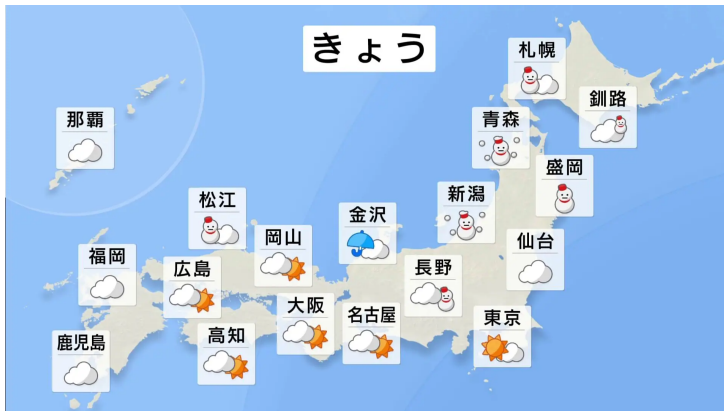 きょう
札幌
釧路
那覇
青森
盛岡
松江
新潟
金沢
岡山
仙台
福岡
広島
長野
大阪
名古屋
東京
高知
鹿児島